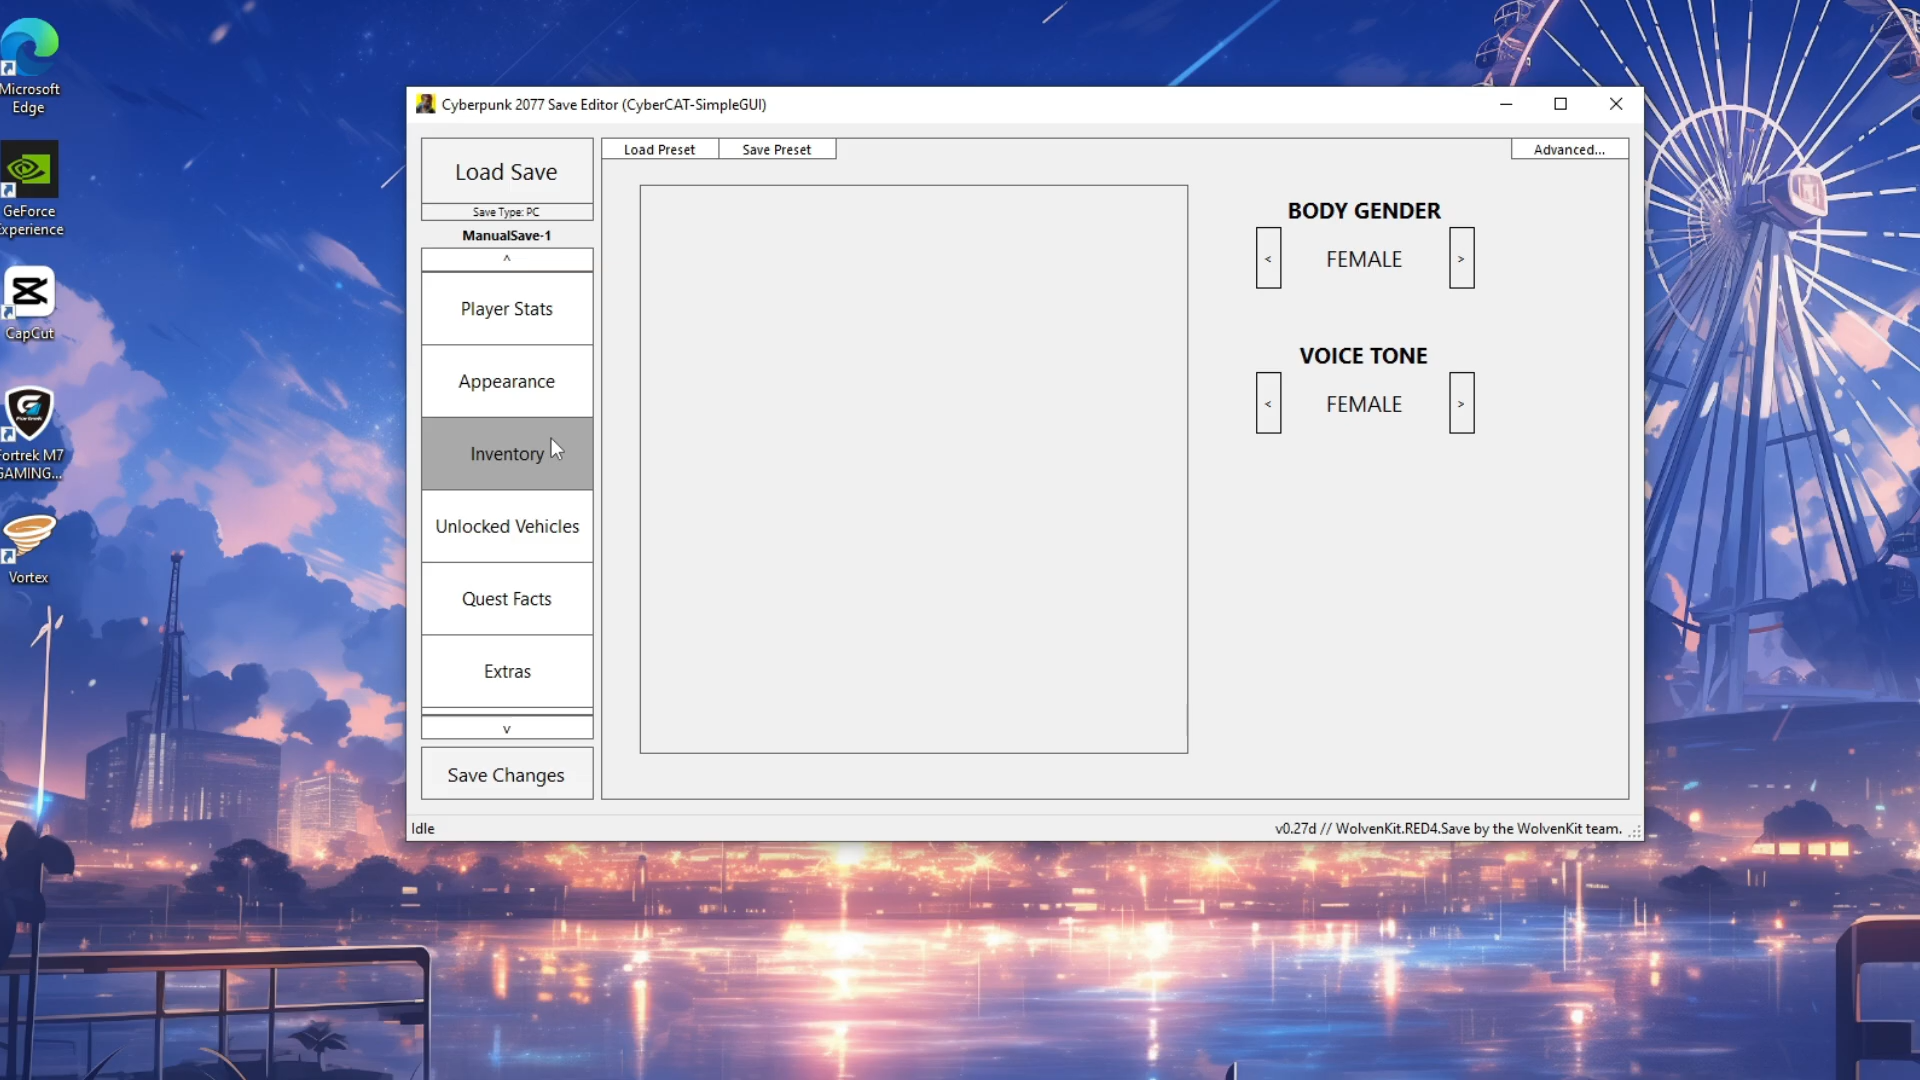 Microsoft
Edge
GeForce
Experience
CapCut
Fortrek M7
GAMING...
Vortex
Cyberpunk 2077 Save Editor (CyberCAT-SimpleGUI)
Load Save
Save Type: PC
ManualSave-1
^
Player Stats
Appearance
Inventory
Unlocked Vehicles
Quest Facts
Extras
v
Save Changes
Load Preset
Save Preset
Advanced...
BODY GENDER
< FEMALE >
VOICE TONE
< FEMALE >
Idle
v0.27d // WolvenKit.RED4.Save by the WolvenKit team.